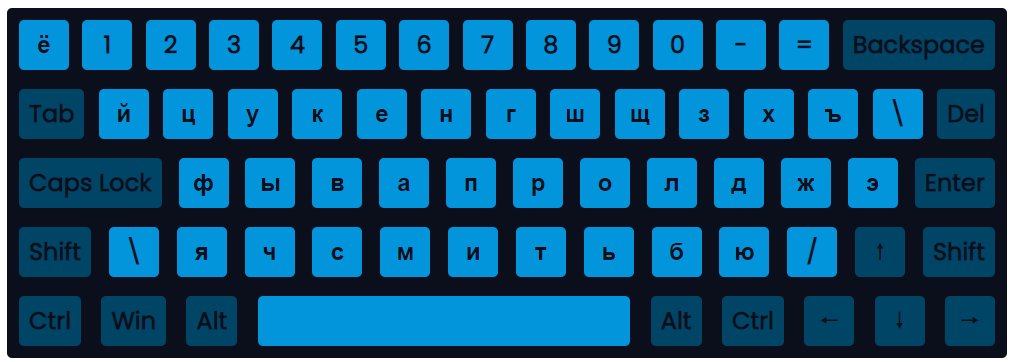 ё 1 2 3 4 5 6 7 8 9 0 - = Backspace
Tab й ц у к е н г ш щ з х ъ \ Del
Caps Lock ф ы в а п р о л д ж э Enter
Shift \ я ч с м и т ь б ю / ↑ Shift
Ctrl Win Alt Alt Ctrl ← ↓ →